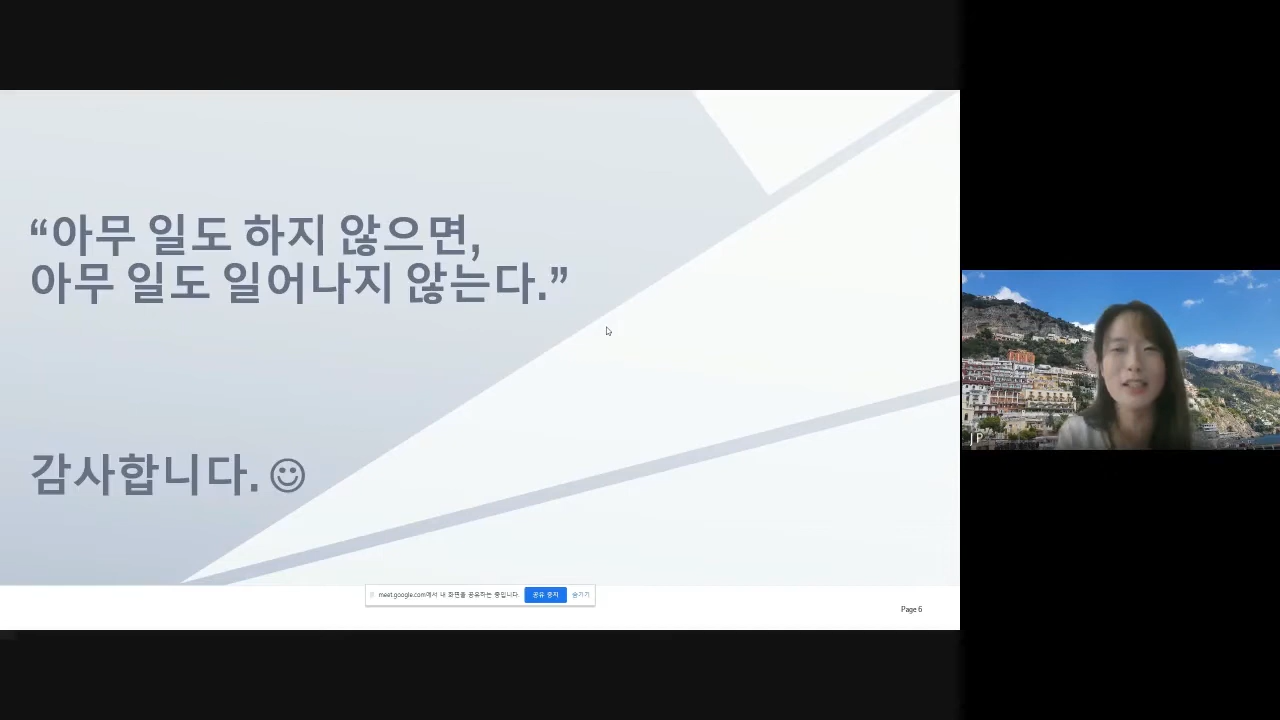 “아무 일도 하지 않으면,
아무 일도 일어나지 않는다.”
감사합니다. ☺
meet.google.com에서 내 화면을 공유하는 중입니다.
공유 중지
숨기기
Page 6
J P